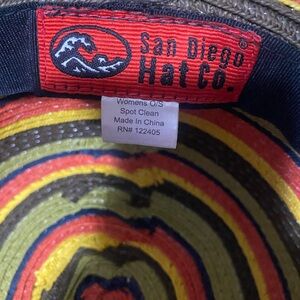 San Diego®
Hat Co.
Womens O/S
Spot Clean
Made In China
RN# 122405